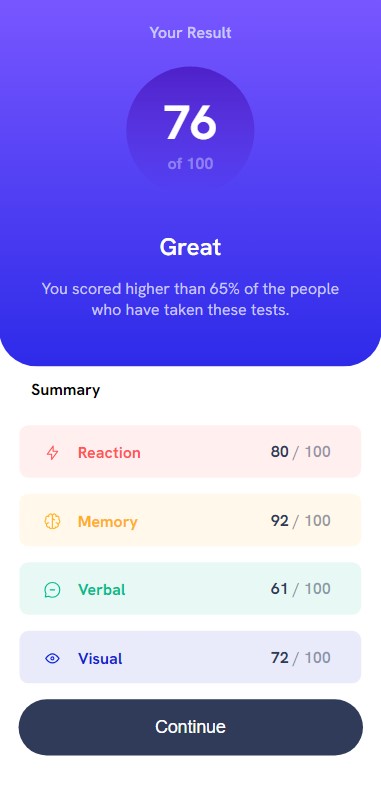 Your Result
76
of 100
Great
You scored higher than 65% of the people
who have taken these tests.
Summary
Reaction 80 / 100
Memory 92 / 100
Verbal 61 / 100
Visual 72 / 100
Continue